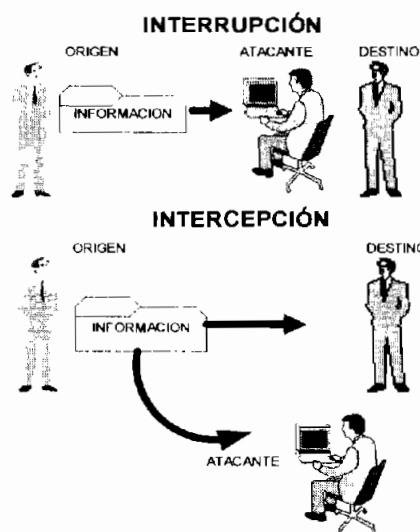 INTERRUPCIÓN
ORIGEN ATACANTE DESTINO
INFORMACION
INTERCEPCIÓN
ORIGEN DESTINO
INFORMACION
ATACANTE